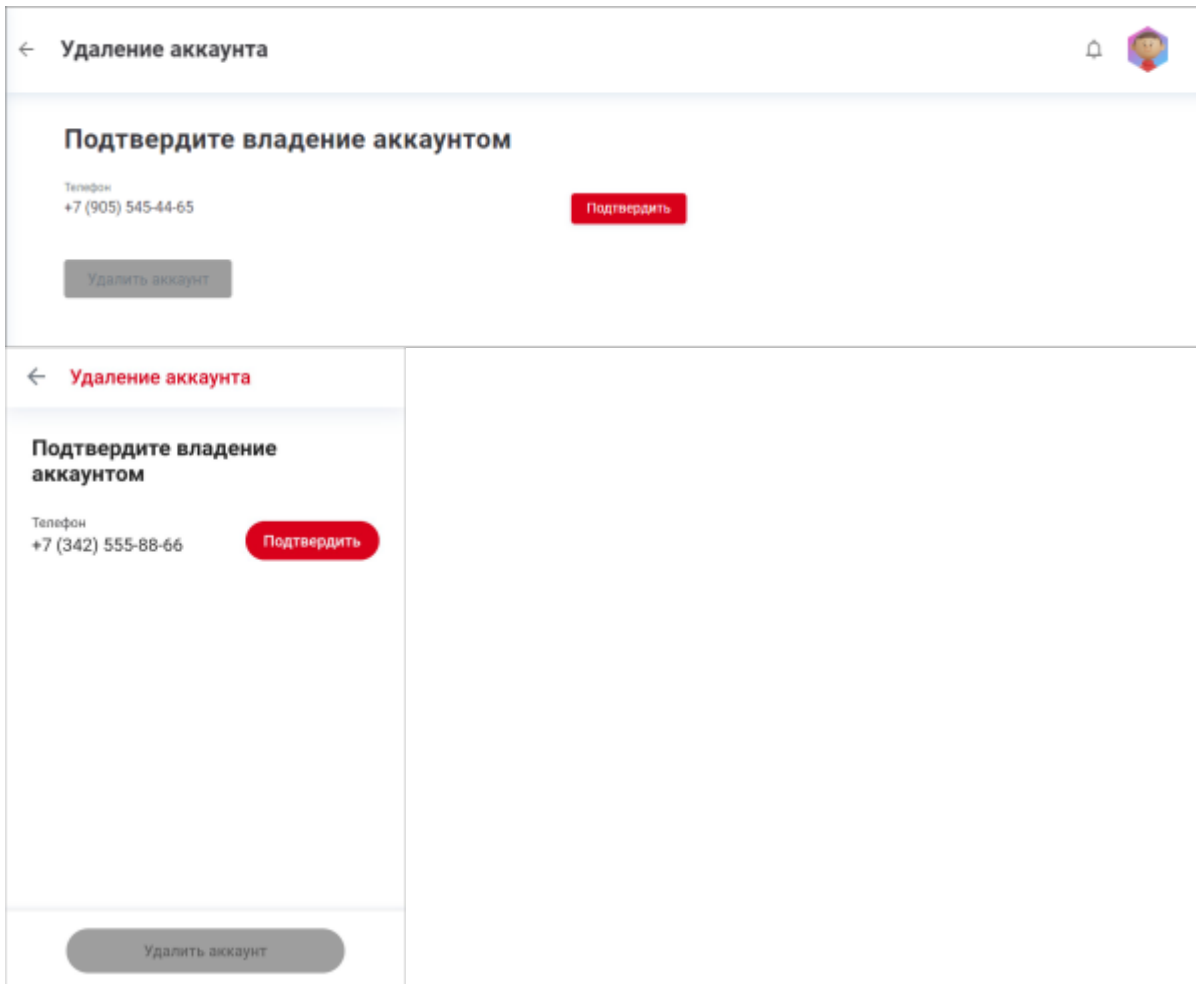 Удаление аккаунта
Подтвердите владение аккаунтом
Телефон
+7 (905) 545-44-65
Подтвердить
Удалить аккаунт
Удаление аккаунта
Подтвердите владение
аккаунтом
Телефон
+7 (342) 555-88-66
Подтвердить
Удалить аккаунт